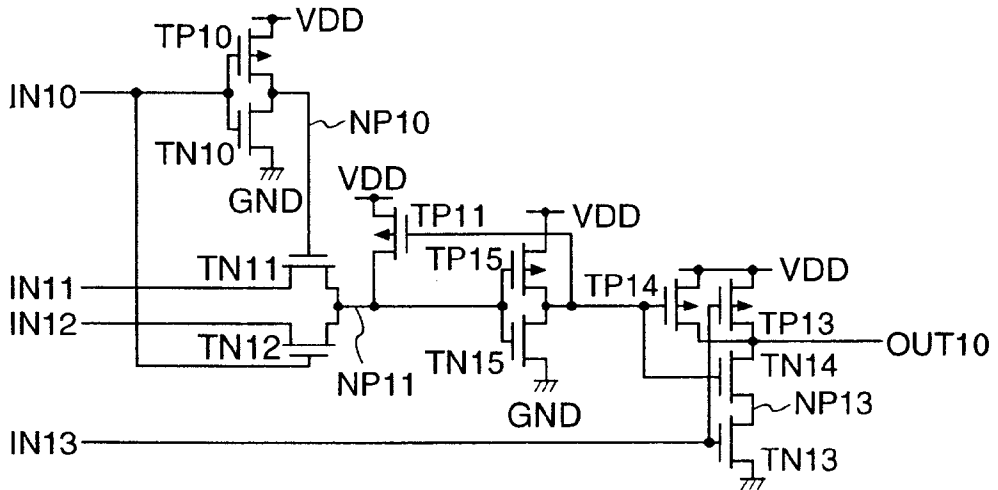 VDD
TP10
IN10
NP10
TN10
GND
VDD
TP11
VDD
TP15
TN11
IN11
TP14
VDD
IN12
TP13
TN12
OUT10
TN15
TN14
NP11
NP13
GND
IN13
TN13